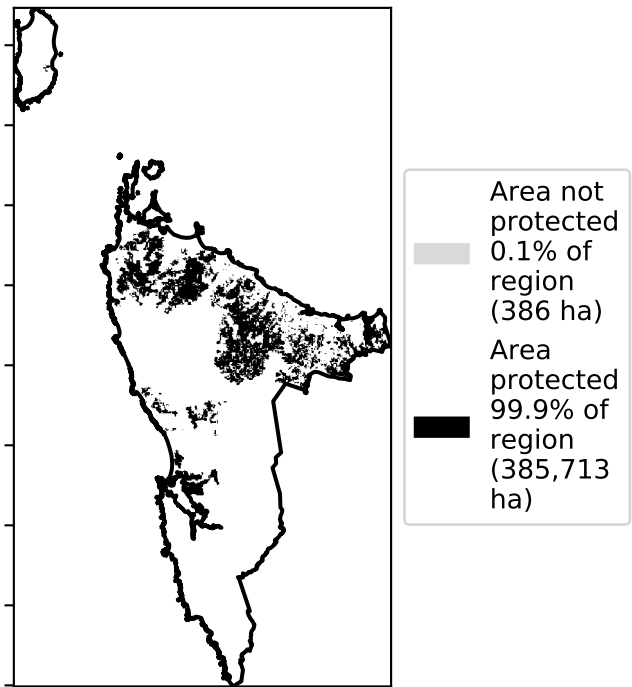 Area not
protected
0.1% of
region
(386 ha)
Area
protected
99.9% of
region
(385,713
ha)